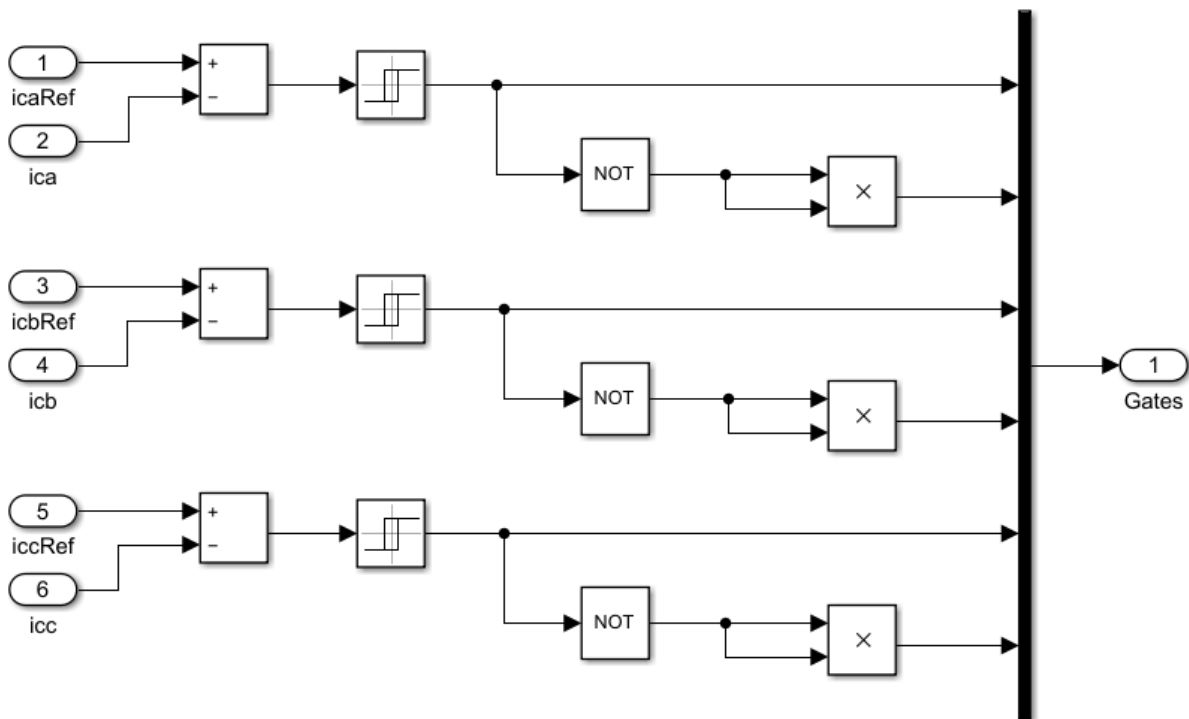 1
+
icaRef
−
2
ica
NOT
×
3
+
icbRef
−
4
icb
NOT
×
1
Gates
5
+
iccRef
−
6
icc
NOT
×